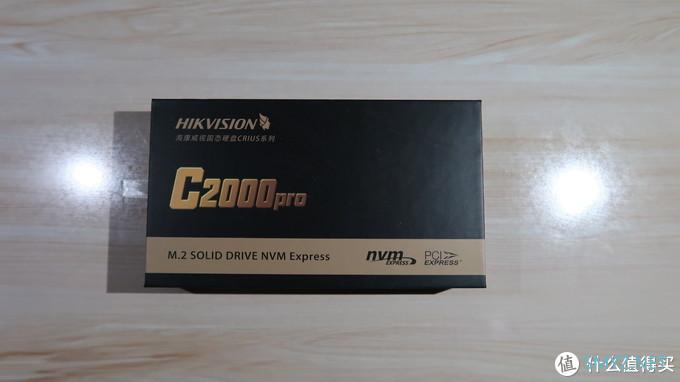 HIKVISION
海康威视固态硬盘CRIUS系列
C2000pro
M.2 SOLID DRIVE NVM Express
nvm
EXPRESS
PCI
EXPRESS
值 什么值得买